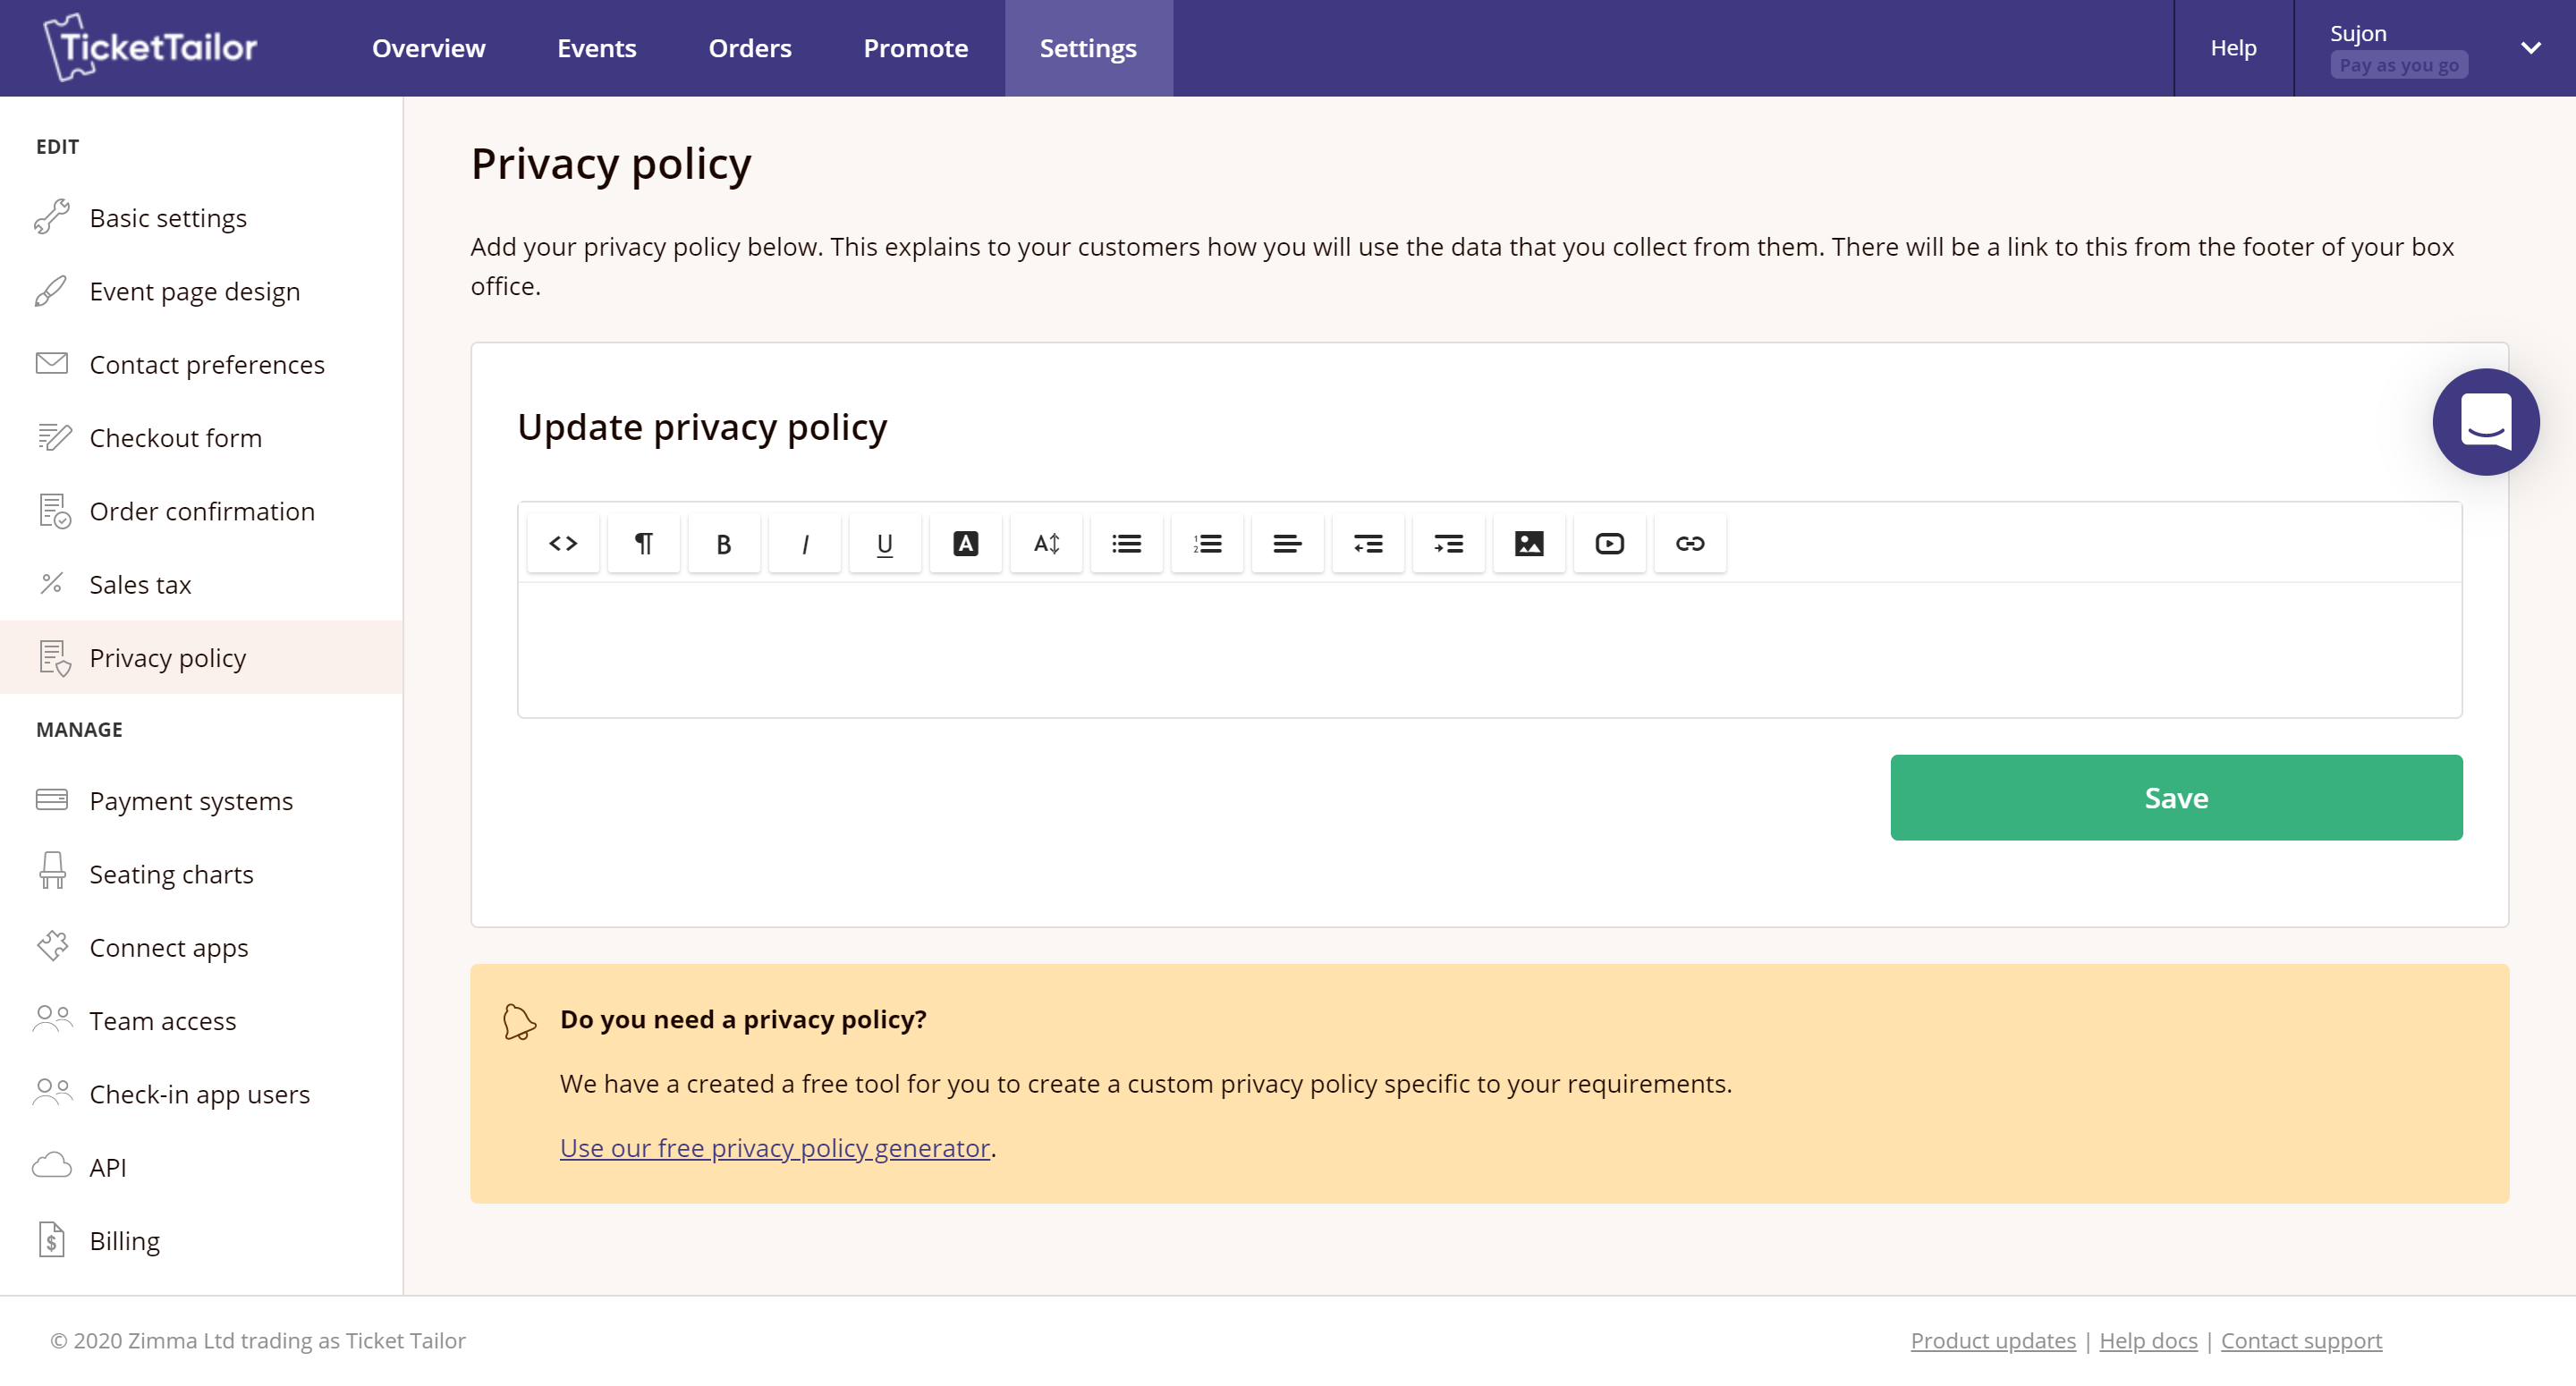 TicketTailor
Overview
Events
Orders
Promote
Settings
Help
Sujon
Pay as you go
EDIT
Basic settings
Event page design
Contact preferences
Checkout form
Order confirmation
Sales tax
Privacy policy
MANAGE
Payment systems
Seating charts
Connect apps
Team access
Check-in app users
API
Billing
Privacy policy
Add your privacy policy below. This explains to your customers how you will use the data that you collect from them. There will be a link to this from the footer of your box
office.
Update privacy policy
Save
Do you need a privacy policy?
We have a created a free tool for you to create a custom privacy policy specific to your requirements.
Use our free privacy policy generator.
© 2020 Zimma Ltd trading as Ticket Tailor
Product updates | Help docs | Contact support